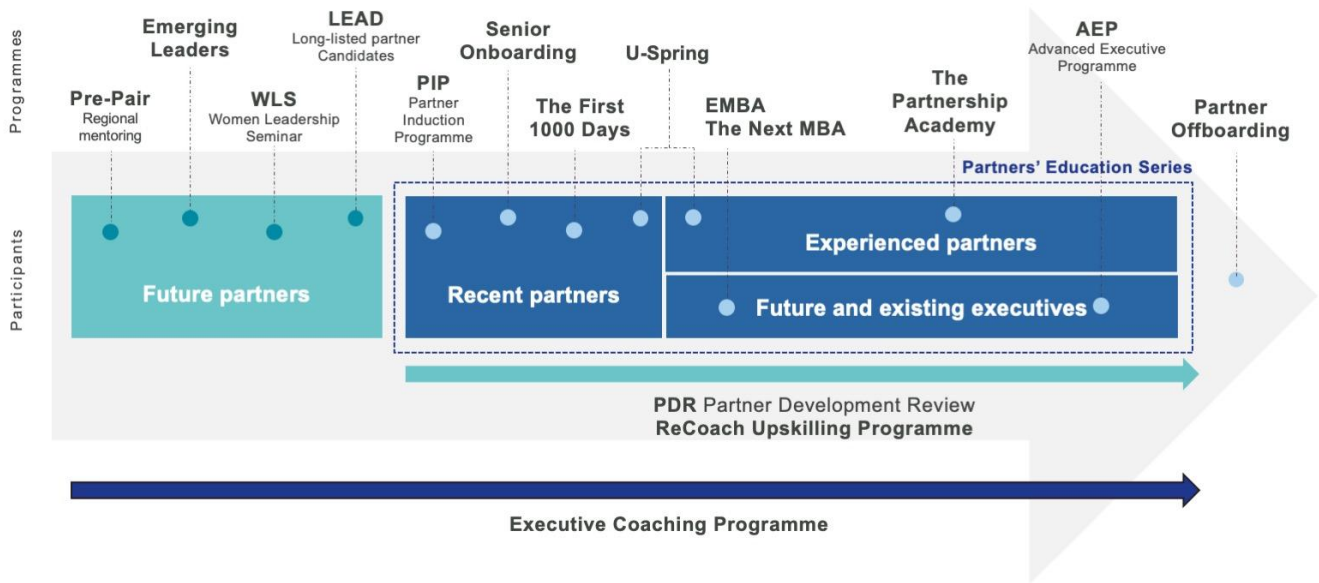 Programmes
Pre-Pair
Regional
mentoring
Emerging
Leaders
WLS
Women Leadership
Seminar
LEAD
Long-listed partner
Candidates
PIP
Partner
Induction
Programme
Senior
Onboarding
The First
1000 Days
U-Spring
EMBA
The Next MBA
The
Partnership
Academy
AEP
Advanced Executive
Programme
Partner
Offboarding
Partners’ Education Series
Participants
Future partners
Recent partners
Experienced partners
Future and existing executives
PDR Partner Development Review
ReCoach Upskilling Programme
Executive Coaching Programme